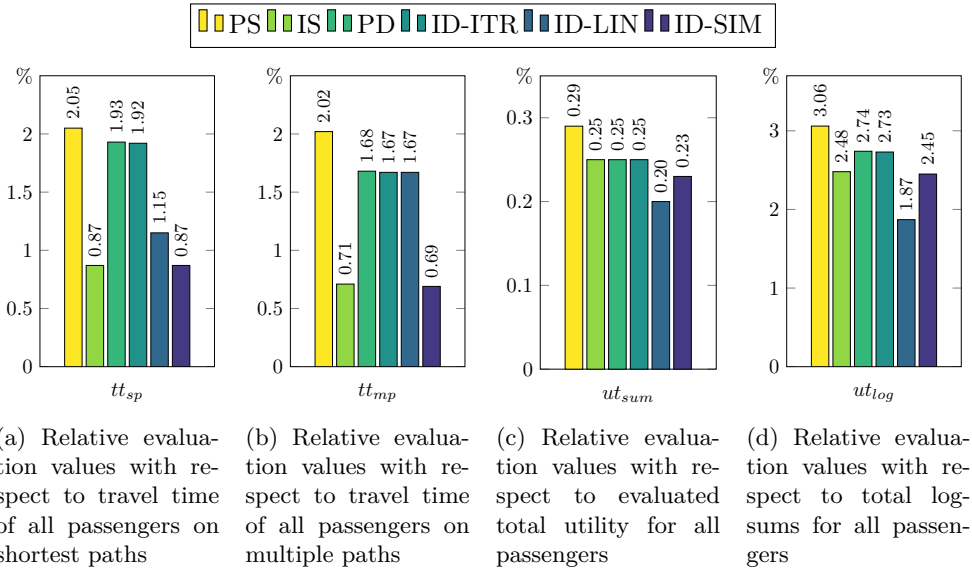 PS IS PD ID-ITR ID-LIN ID-SIM
%
2.05
0.87
1.93
1.92
1.15
0.87
2
1.5
1
0.5
0
tt_sp
%
2.02
0.71
1.68
1.67
1.67
0.69
2
1.5
1
0.5
0
tt_mp
%
0.29
0.25
0.25
0.25
0.20
0.23
0.3
0.2
0.1
0
ut_sum
%
3.06
2.48
2.74
2.73
1.87
2.45
3
2
1
0
ut_log
(a) Relative evalua-
tion values with re-
spect to travel time
of all passengers on
shortest paths
(b) Relative evalua-
tion values with re-
spect to travel time
of all passengers on
multiple paths
(c) Relative evalua-
tion values with re-
spect to evaluated
total utility for all
passengers
(d) Relative evalua-
tion values with re-
spect to total log-
sums for all passen-
gers